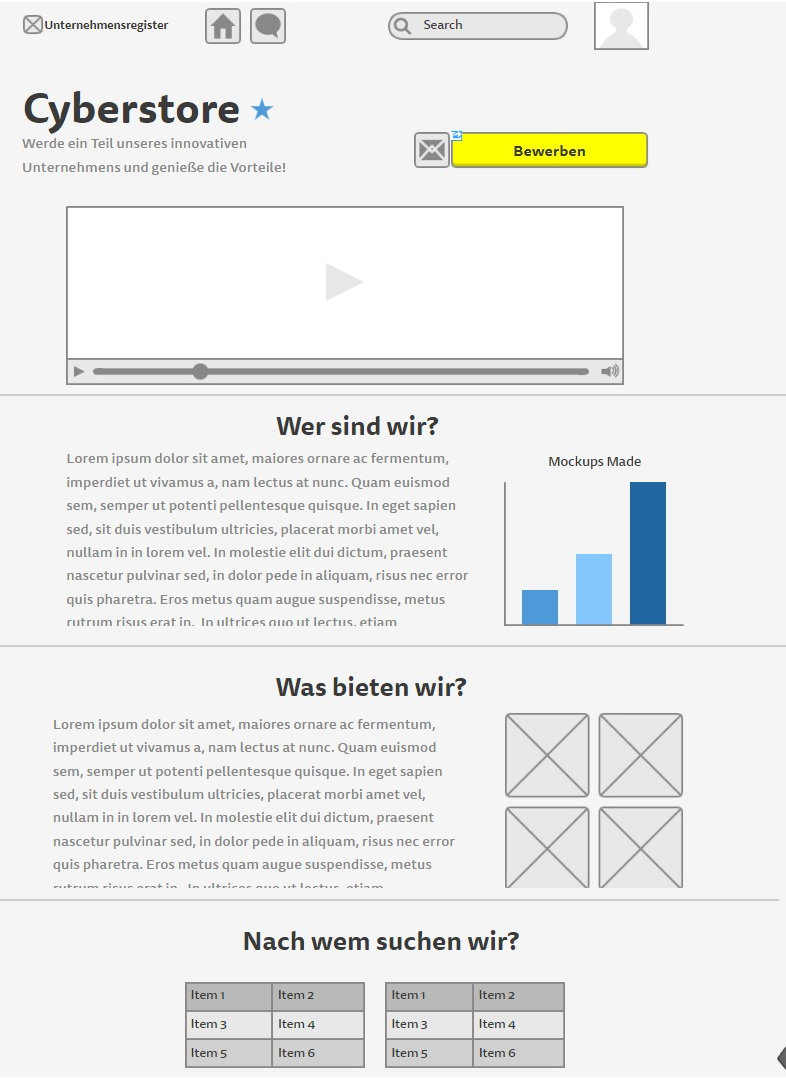 Unternehmensregister
Search
Cyberstore
Werde ein Teil unseres innovativen
Unternehmens und genieße die Vorteile!
Bewerben
Wer sind wir?
Lorem ipsum dolor sit amet, maiores ornare ac fermentum,
imperdiet ut vivamus a, nam lectus at nunc. Quam euismod
sem, semper ut potenti pellentesque quisque. In eget sapien
sed, sit duis vestibulum ultricies, placerat morbi amet vel,
nullam in in lorem vel. In molestie elit dui dictum, praesent
nascetur pulvinar sed, in dolor pede in aliquam, risus nec error
quis pharetra. Eros metus quam augue suspendisse, metus
rutrum risus erat in.  In ultrices quo ut lectus, etiam
Mockups Made
Was bieten wir?
Lorem ipsum dolor sit amet, maiores ornare ac fermentum,
imperdiet ut vivamus a, nam lectus at nunc. Quam euismod
sem, semper ut potenti pellentesque quisque. In eget sapien
sed, sit duis vestibulum ultricies, placerat morbi amet vel,
nullam in in lorem vel. In molestie elit dui dictum, praesent
nascetur pulvinar sed, in dolor pede in aliquam, risus nec error
quis pharetra. Eros metus quam augue suspendisse, metus
rutrum risus erat in.  In ultrices quo ut lectus, etiam
Nach wem suchen wir?
Item 1 Item 2 Item 1 Item 2
Item 3 Item 4 Item 3 Item 4
Item 5 Item 6 Item 5 Item 6